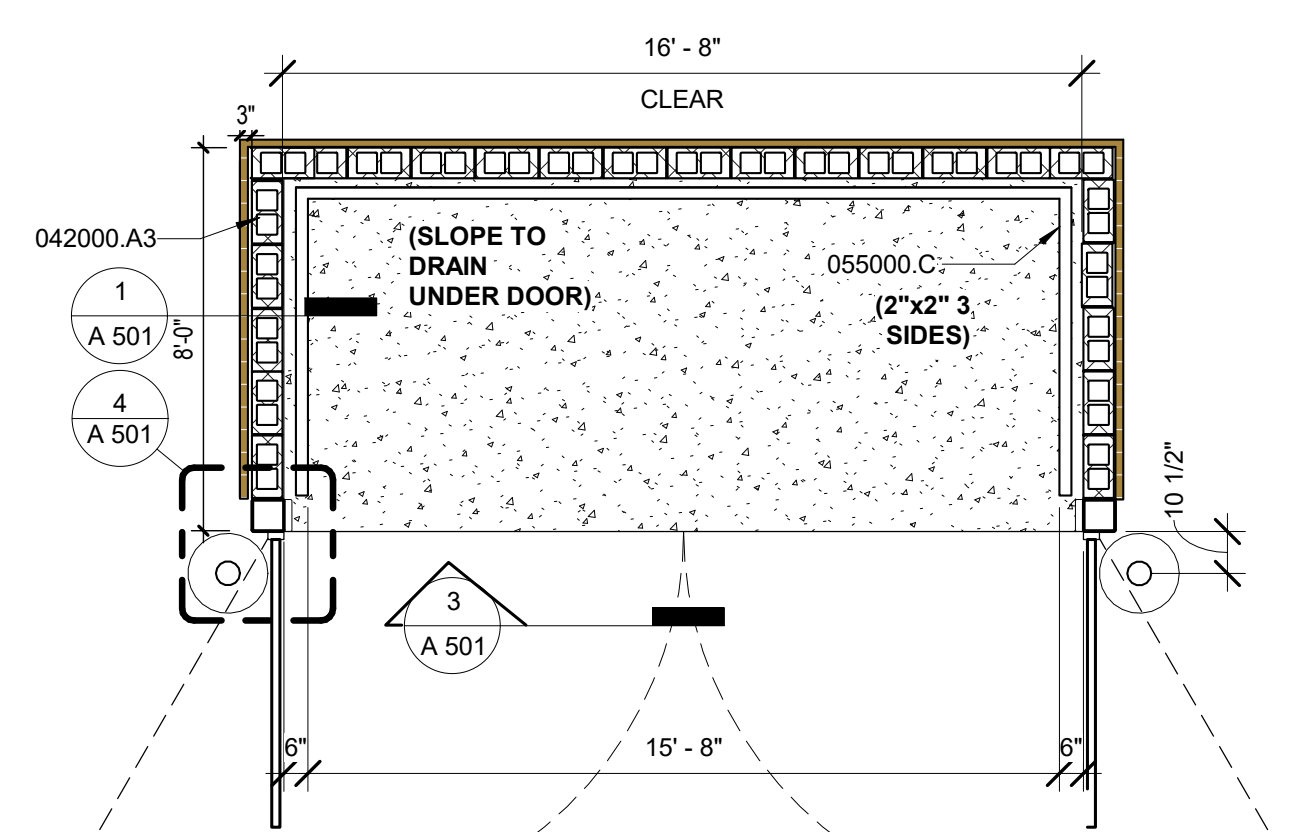 16' - 8"
CLEAR
3"
042000.A3
(SLOPE TO
DRAIN
UNDER DOOR)
055000.C
(2"x2" 3
SIDES)
1
A 501
8'-0"
4
A 501
10 1/2"
3
A 501
6"
15' - 8"
6"